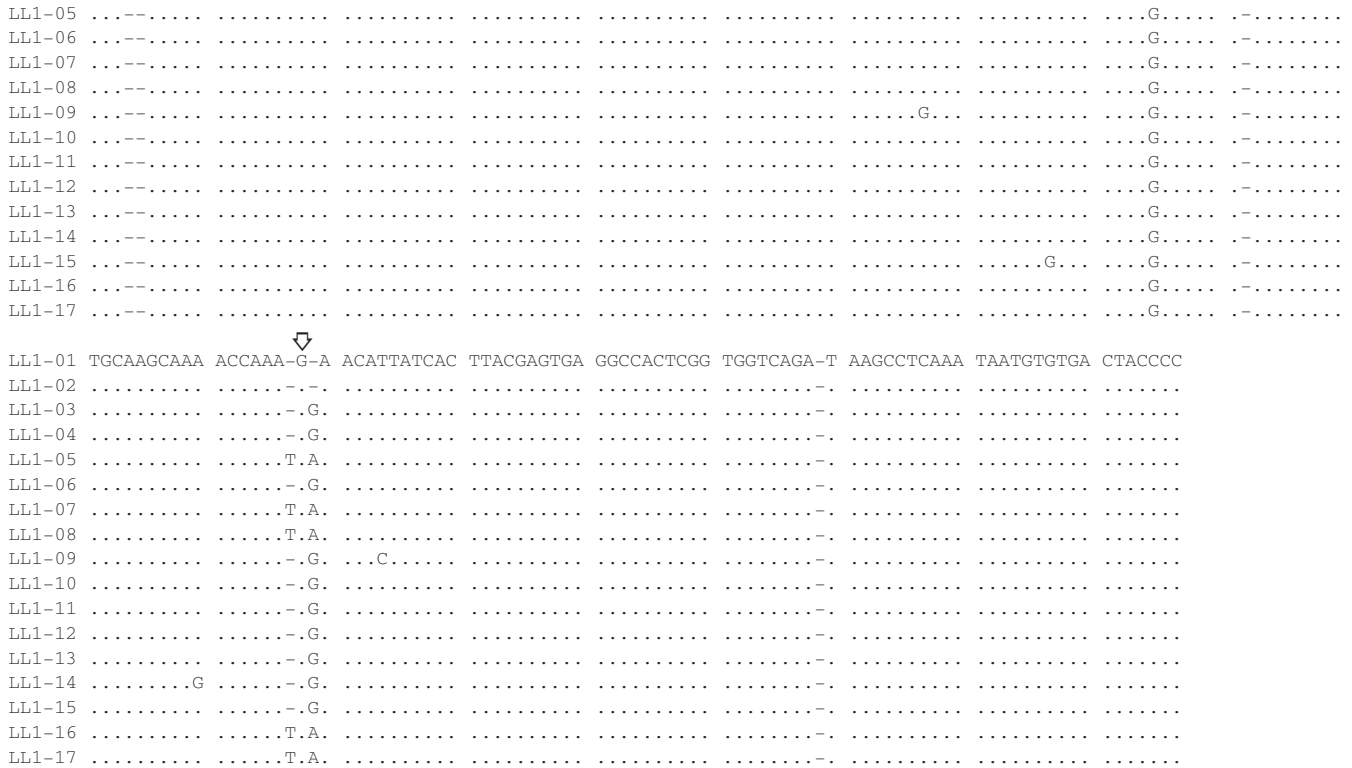 LL1-05 ...--..... .......... .......... .......... .......... .......... .......... .......... ....G..... .-........
LL1-06 ...--..... .......... .......... .......... .......... .......... .......... .......... ....G..... .-........
LL1-07 ...--..... .......... .......... .......... .......... .......... .......... .......... ....G..... .-........
LL1-08 ...--..... .......... .......... .......... .......... .......... .......... .......... ....G..... .-........
LL1-09 ...--..... .......... .......... .......... .......... .......... ......G... .......... ....G..... .-........
LL1-10 ...--..... .......... .......... .......... .......... .......... .......... .......... ....G..... .-........
LL1-11 ...--..... .......... .......... .......... .......... .......... .......... .......... ....G..... .-........
LL1-12 ...--..... .......... .......... .......... .......... .......... .......... .......... ....G..... .-........
LL1-13 ...--..... .......... .......... .......... .......... .......... .......... .......... ....G..... .-........
LL1-14 ...--..... .......... .......... .......... .......... .......... .......... .......... ....G..... .-........
LL1-15 ...--..... .......... .......... .......... .......... .......... .......... ......G... ....G..... .-........
LL1-16 ...--..... .......... .......... .......... .......... .......... .......... .......... ....G..... .-........
LL1-17 ...--..... .......... .......... .......... .......... .......... .......... .......... ....G..... .-........
LL1-01 TGCAAGCAAA ACCAAA-G-A ACATTATCAC TTACGAGTGA GGCCACTCGG TGGTCAGA-T AAGCCTCAAA TAATGTGTGA CTACCCC
LL1-02 .......... ......-.-. .......... .......... .......... ........-. .......... .......... .......
LL1-03 .......... ......-.G. .......... .......... .......... ........-. .......... .......... .......
LL1-04 .......... ......-.G. .......... .......... .......... ........-. .......... .......... .......
LL1-05 .......... ......T.A. .......... .......... .......... ........-. .......... .......... .......
LL1-06 .......... ......-.G. .......... .......... .......... ........-. .......... .......... .......
LL1-07 .......... ......T.A. .......... .......... .......... ........-. .......... .......... .......
LL1-08 .......... ......T.A. .......... .......... .......... ........-. .......... .......... .......
LL1-09 .......... ......-.G. ...C...... .......... .......... ........-. .......... .......... .......
LL1-10 .......... ......-.G. .......... .......... .......... ........-. .......... .......... .......
LL1-11 .......... ......-.G. .......... .......... .......... ........-. .......... .......... .......
LL1-12 .......... ......-.G. .......... .......... .......... ........-. .......... .......... .......
LL1-13 .......... ......-.G. .......... .......... .......... ........-. .......... .......... .......
LL1-14 .........G ......-.G. .......... .......... .......... ........-. .......... .......... .......
LL1-15 .......... ......-.G. .......... .......... .......... ........-. .......... .......... .......
LL1-16 .......... ......T.A. .......... .......... .......... ........-. .......... .......... .......
LL1-17 .......... ......T.A. .......... .......... .......... ........-. .......... .......... .......